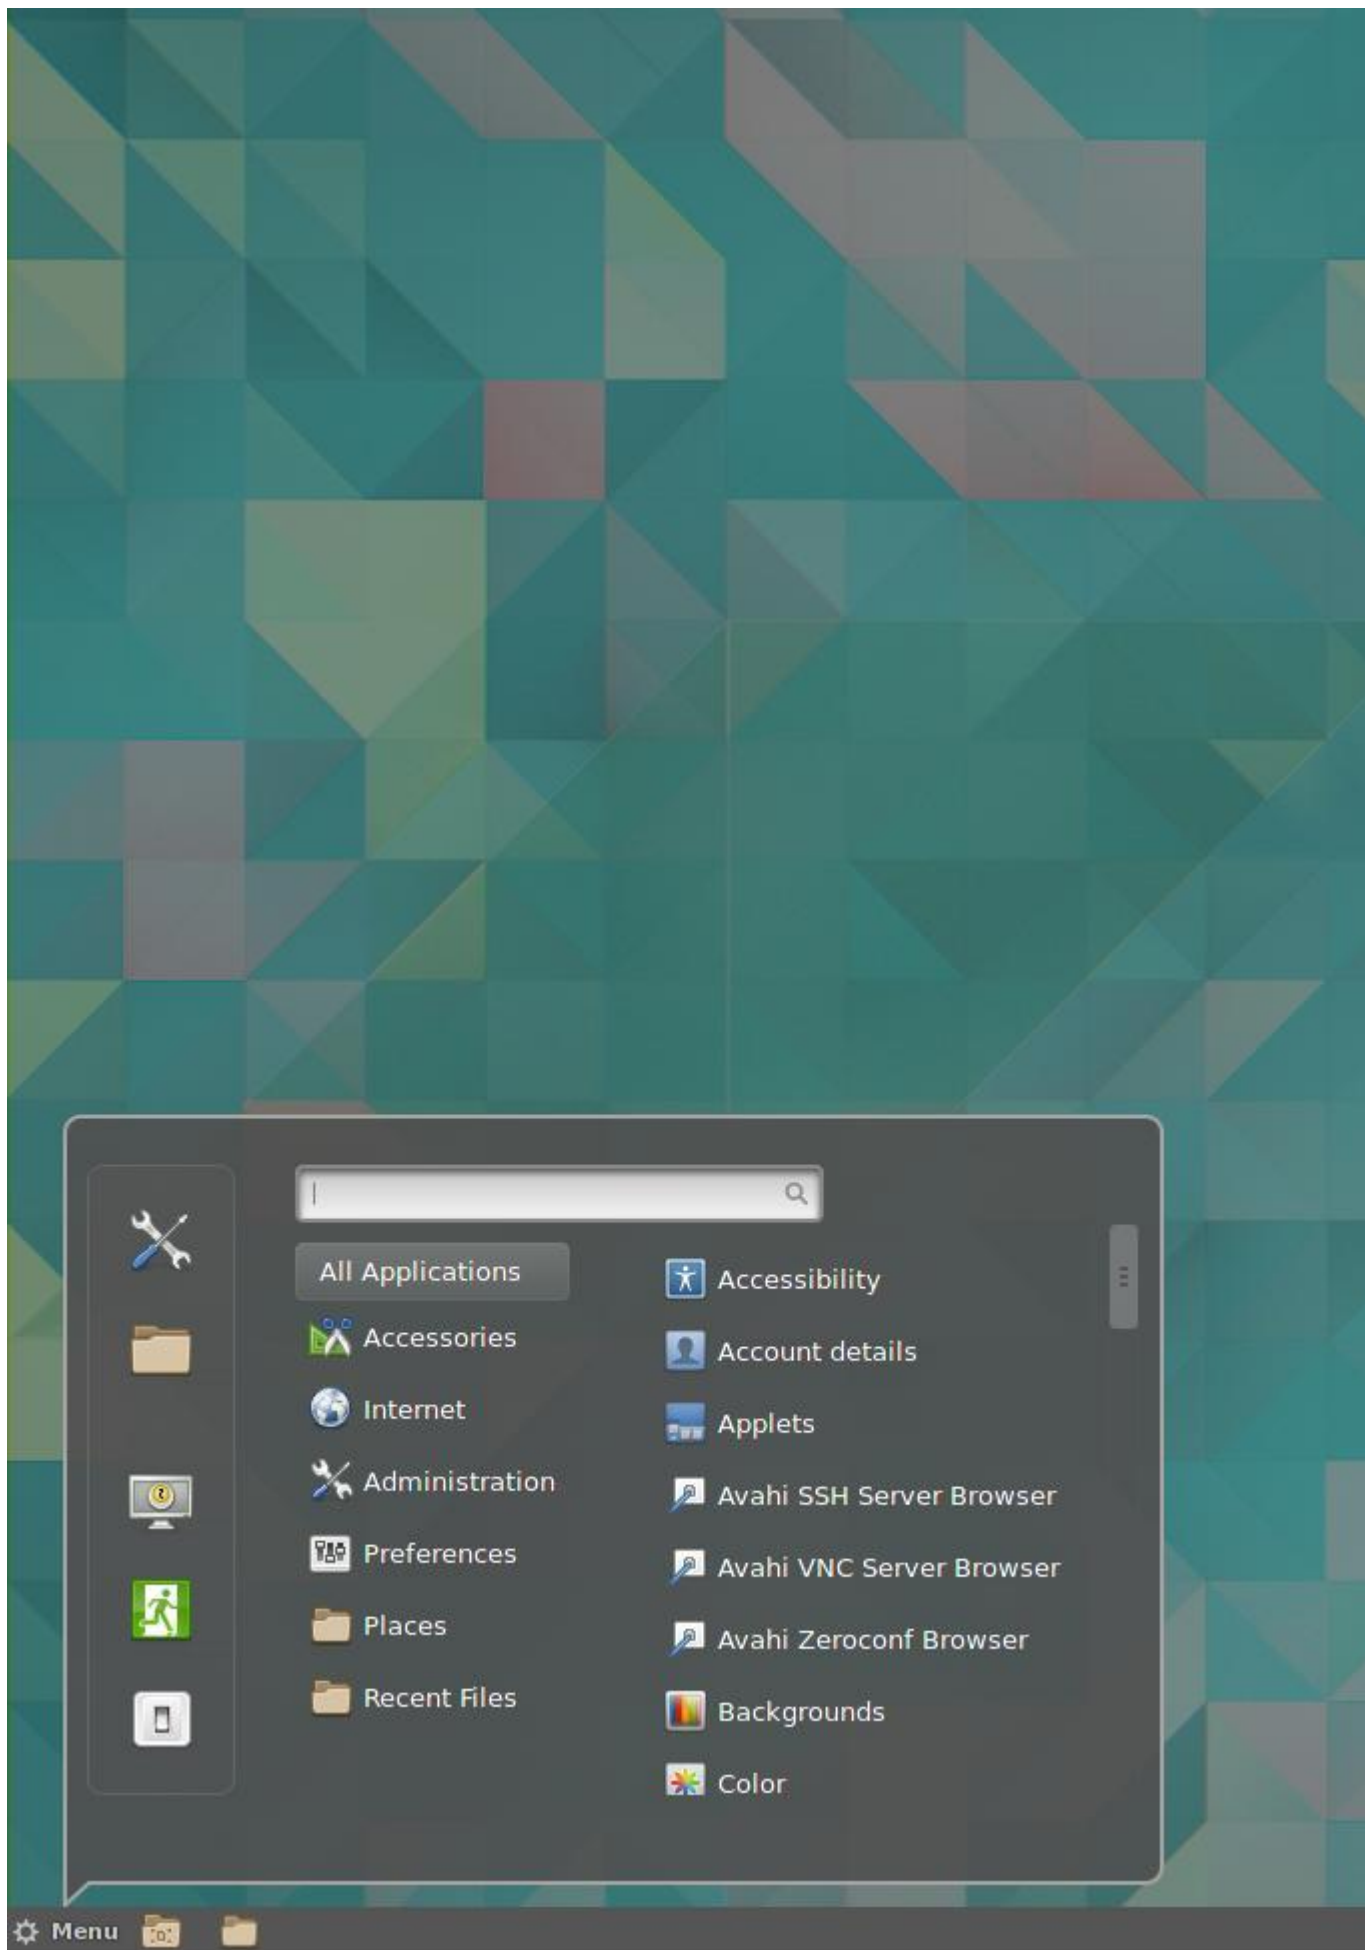 All Applications
Accessories
Internet
Administration
Preferences
Places
Recent Files
Accessibility
Account details
Applets
Avahi SSH Server Browser
Avahi VNC Server Browser
Avahi Zeroconf Browser
Backgrounds
Color
Menu